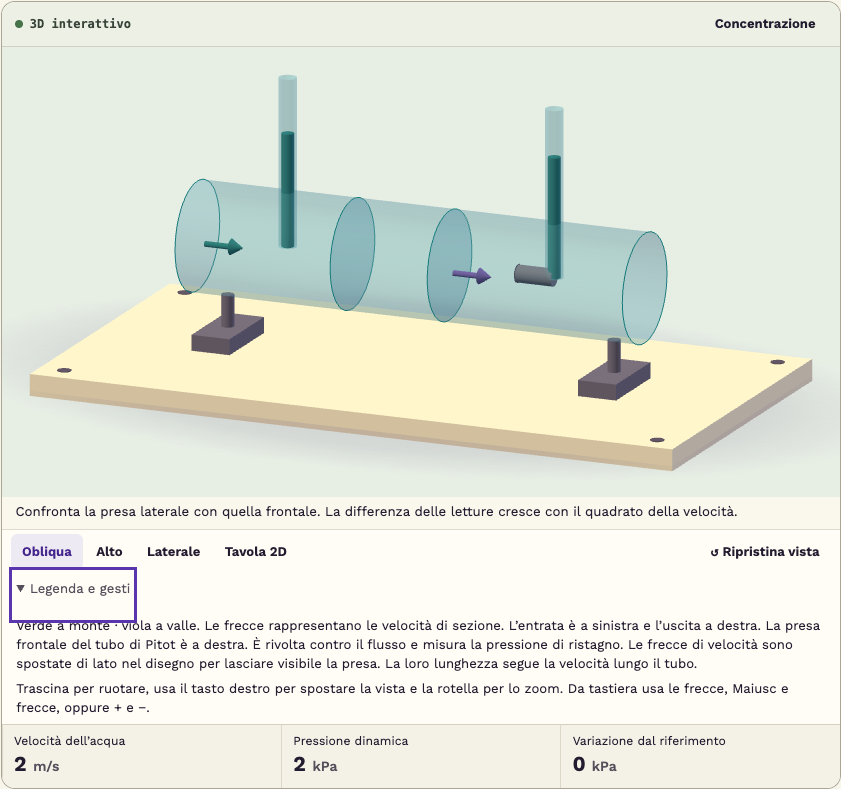 3D interattivo
Concentrazione
Confronta la presa laterale con quella frontale. La differenza delle letture cresce con il quadrato della velocità.
Obliqua Alto Laterale Tavola 2D ↺ Ripristina vista
▼ Legenda e gesti
Verde a monte · viola a valle. Le frecce rappresentano le velocità di sezione. L’entrata è a sinistra e l’uscita a destra. La presa
frontale del tubo di Pitot è a destra. È rivolta contro il flusso e misura la pressione di ristagno. Le frecce di velocità sono
spostate di lato nel disegno per lasciare visibile la presa. La loro lunghezza segue la velocità lungo il tubo.
Trascina per ruotare, usa il tasto destro per spostare la vista e la rotella per lo zoom. Da tastiera usa le frecce, Maiusc e
frecce, oppure + e −.
Velocità dell’acqua
2 m/s
Pressione dinamica
2 kPa
Variazione dal riferimento
0 kPa